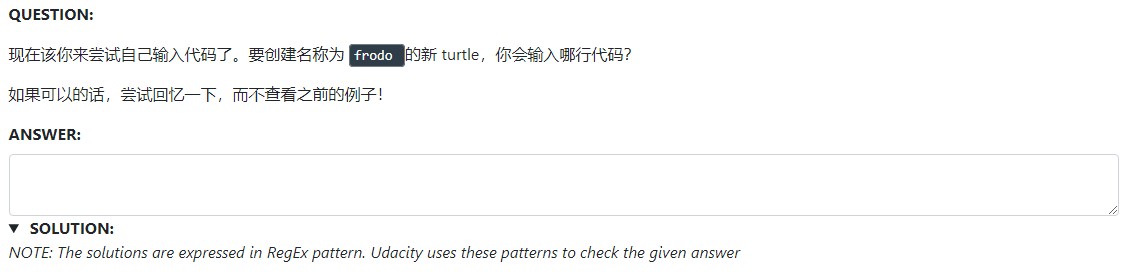 QUESTION:
现在该你来尝试自己输入代码了。要创建名称为 frodo 的新 turtle，你会输入哪行代码？
如果可以的话，尝试回忆一下，而不查看之前的例子！
ANSWER:
▼ SOLUTION:
NOTE: The solutions are expressed in RegEx pattern. Udacity uses these patterns to check the given answer